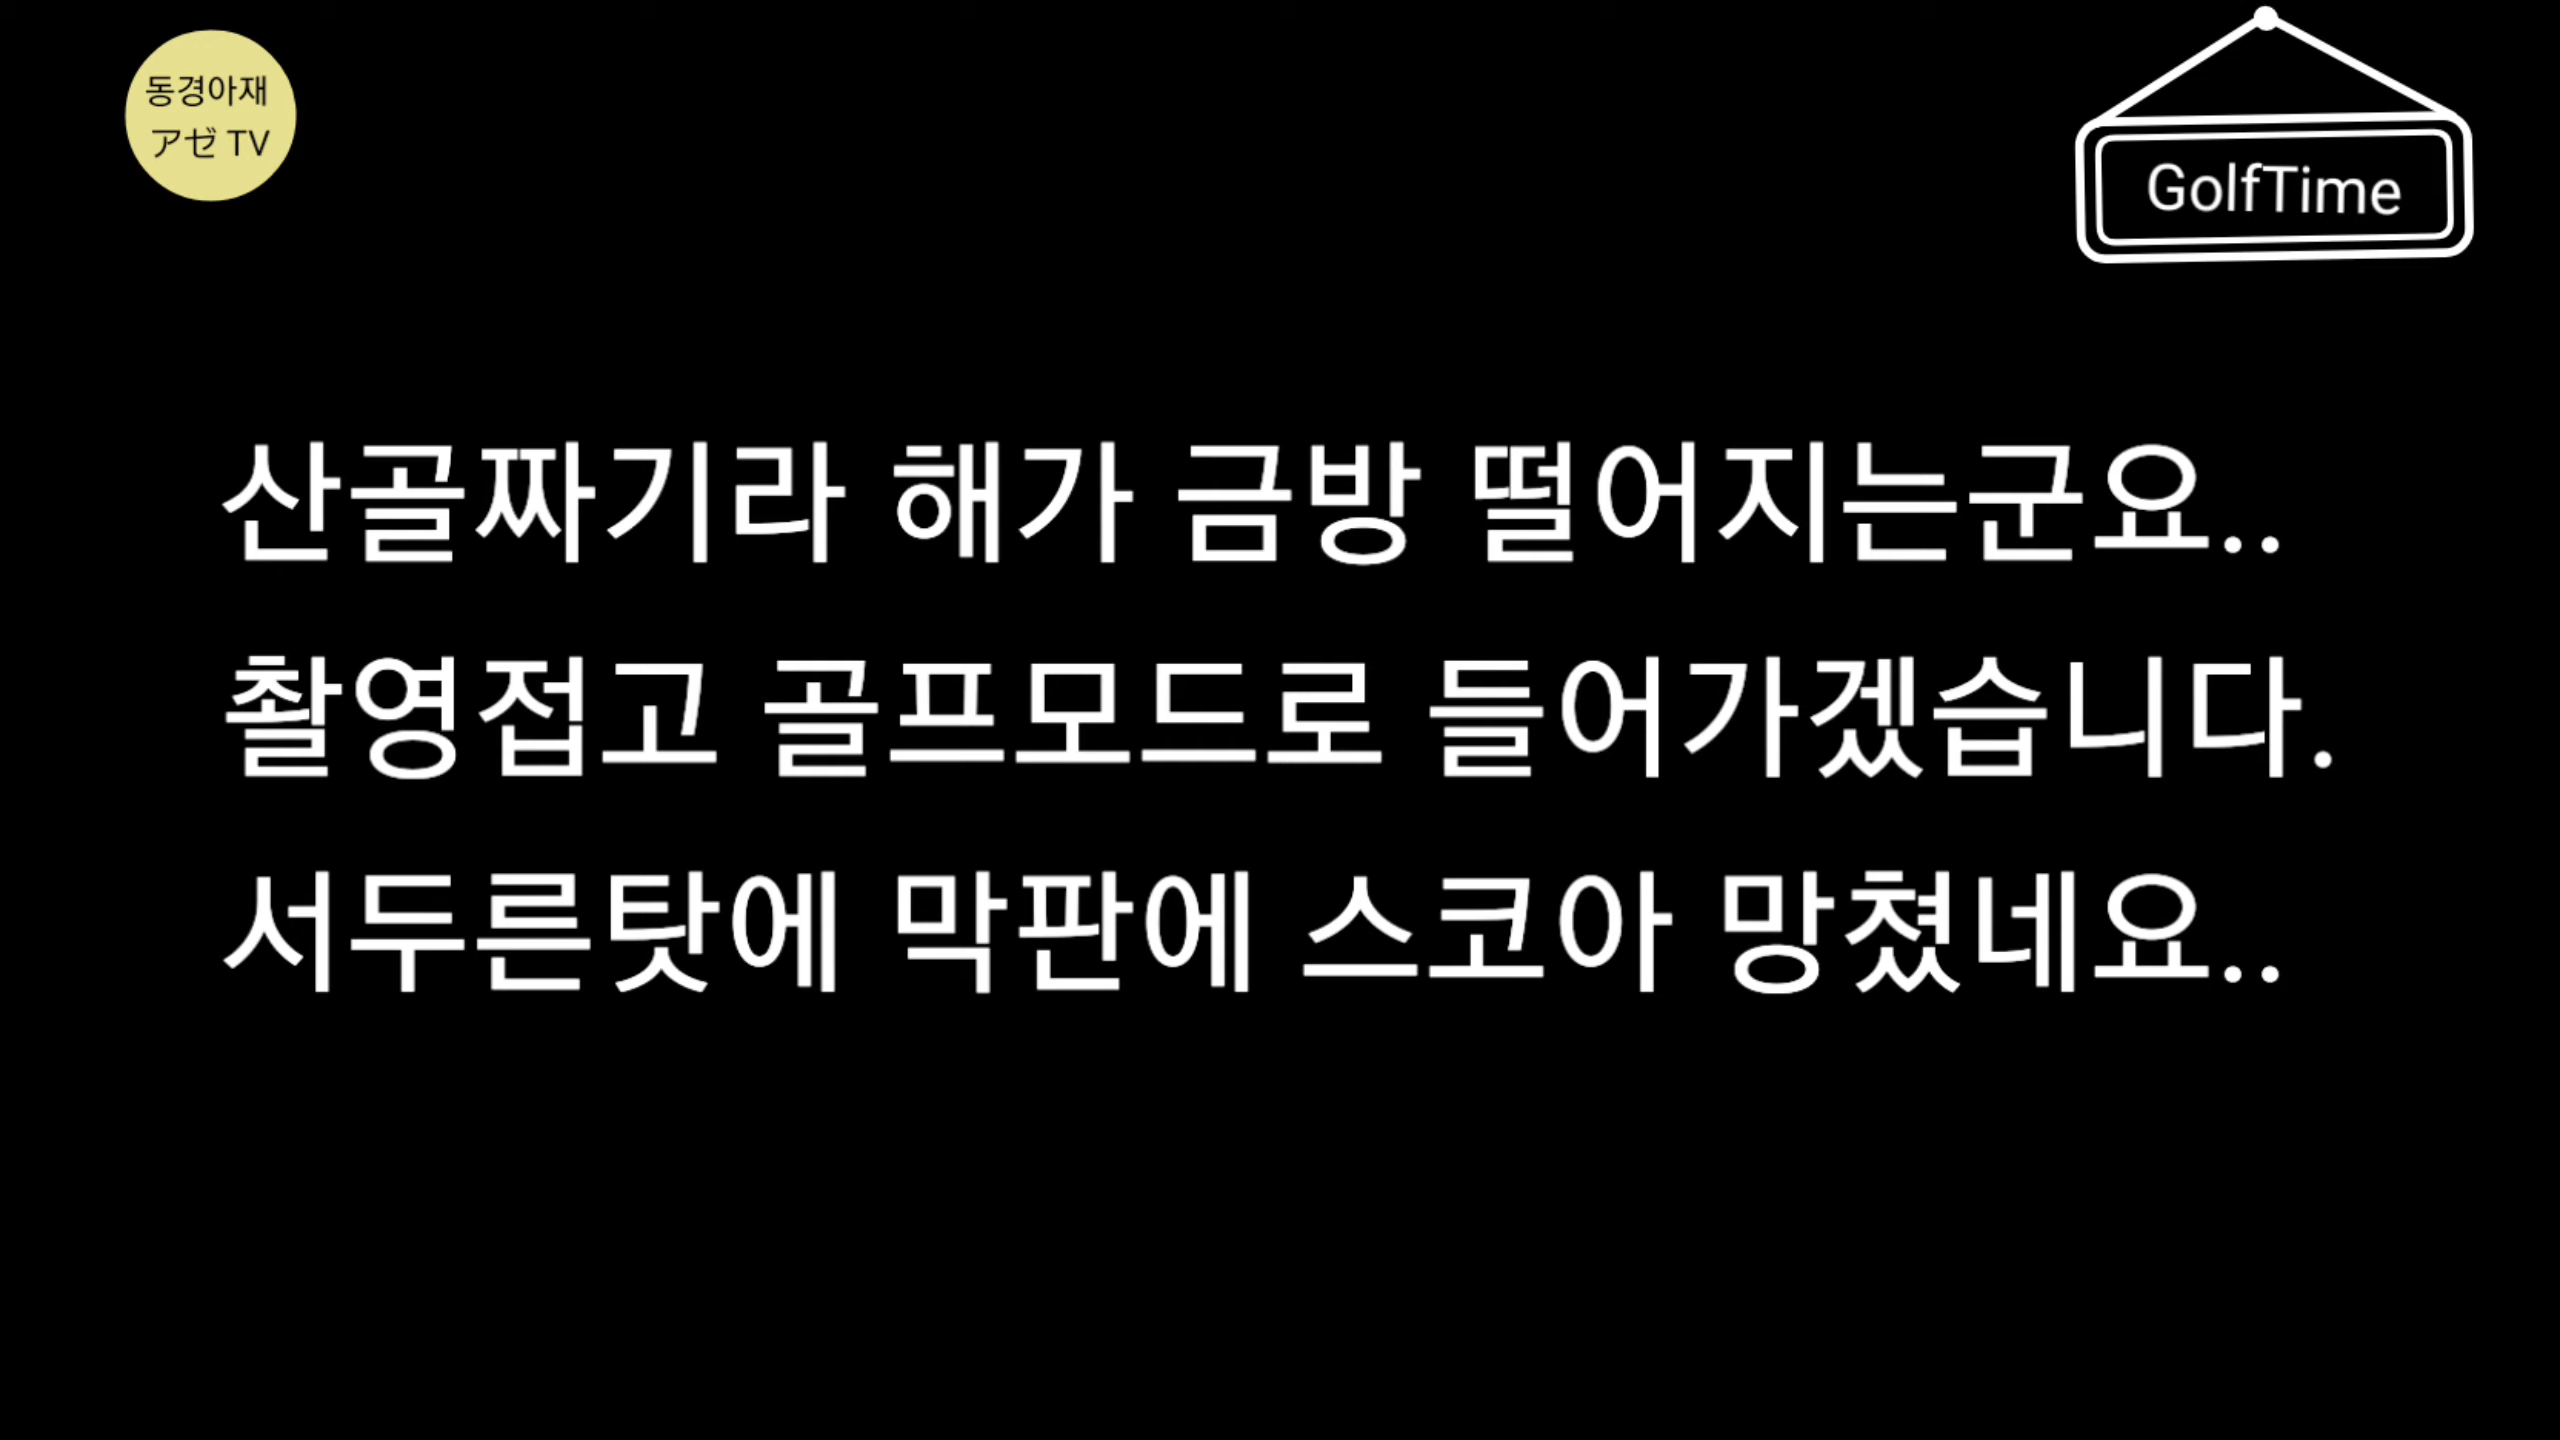 동경아재
アゼ TV
GolfTime
산골짜기라 해가 금방 떨어지는군요..
촬영접고 골프모드로 들어가겠습니다.
서두른탓에 막판에 스코아 망쳤네요..